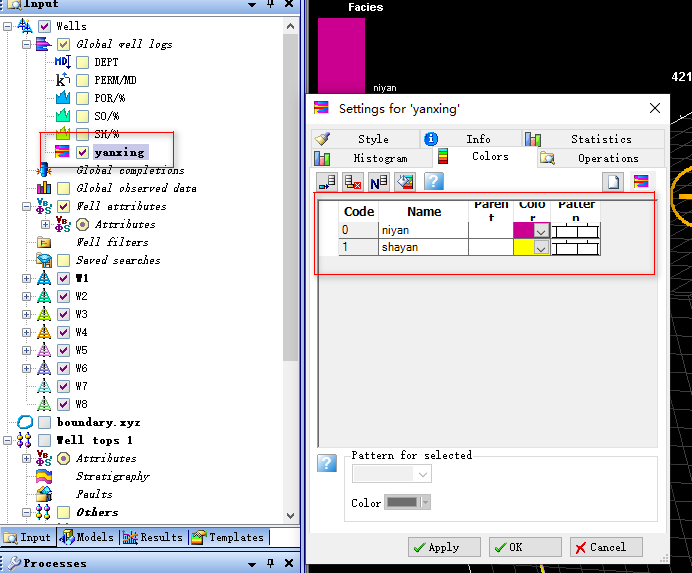 Input
Wells
Global well logs
MD DEPT
PERM/MD
POR/%
SO/%
SH/%
yanxing
Global completions
Global observed data
Well attributes
Attributes
Well filters
Saved searches
W1
W2
W3
W4
W5
W6
W7
W8
boundary.xyz
Well tops 1
Attributes
Stratigraphy
Faults
Others
Input Models Results Templates
Processes
Facies
niyan
421
Settings for 'yanxing'
Style Info Statistics
Histogram Colors Operations
Code Name Parent Color Pattern
0 niyan
1 shayan
Pattern for selected
Color
Apply OK Cancel